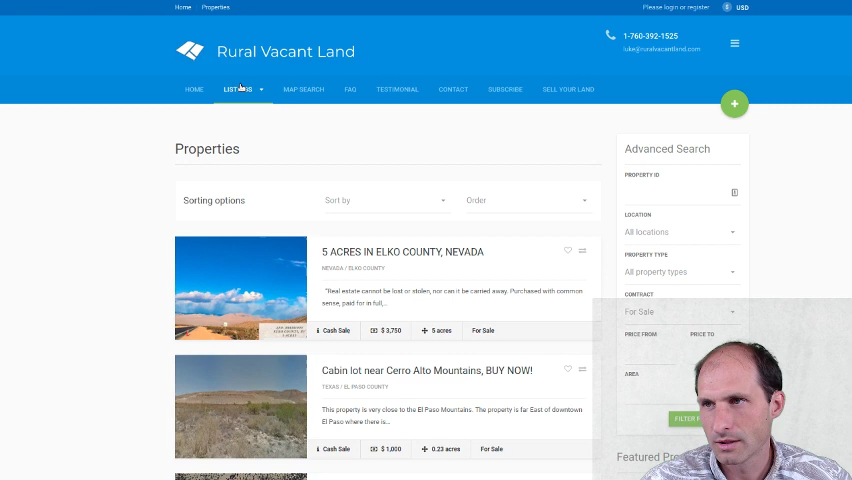 Home Properties Please login or register 0 USD
Rural Vacant Land
1-760-392-1525
luke@ruralvacantland.com
HOME LISTINGS MAP SEARCH FAQ TESTIMONIAL CONTACT SUBSCRIBE SELL YOUR LAND
Properties
Sorting options Sort by Order
5 ACRES IN ELKO COUNTY, NEVADA
NEVADA / ELKO COUNTY
"Real estate cannot be lost or stolen, nor can it be carried away. Purchased with common
sense, paid for in full,..
Cash Sale $ 3,750 5 acres For Sale
Cabin lot near Cerro Alto Mountains, BUY NOW!
TEXAS / EL PASO COUNTY
This property is very close to the El Paso Mountains. The property is far East of downtown
El Paso where there is...
Cash Sale $ 1,000 0.23 acres For Sale
Advanced Search
PROPERTY ID
LOCATION
All locations
PROPERTY TYPE
All property types
CONTRACT
For Sale
PRICE FROM PRICE TO
AREA
FILTER
Featured